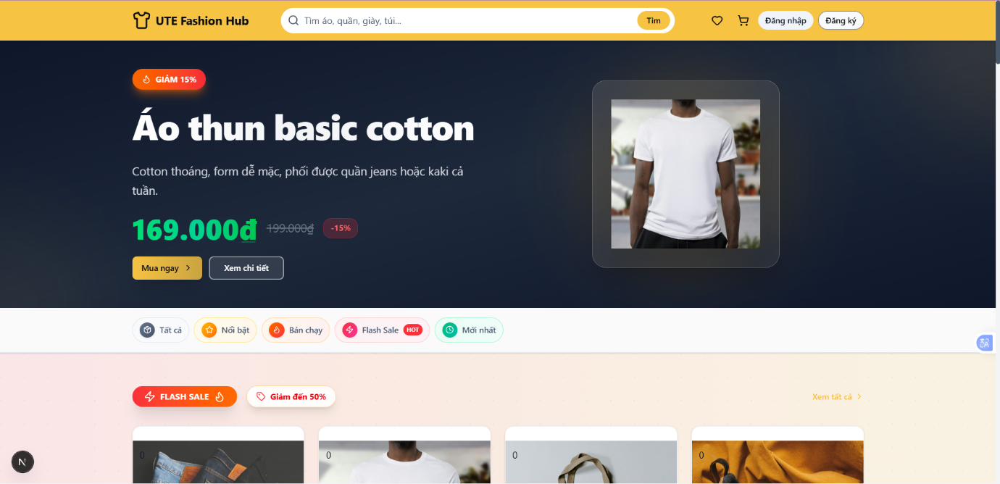 UTE Fashion Hub
Tìm áo, quần, giày, túi...
Tìm
Đăng nhập
Đăng ký
GIẢM 15%
Áo thun basic cotton
Cotton thoáng, form dễ mặc, phối được quần jeans hoặc kaki cả
tuần.
169.000₫ 199.000₫ -15%
Mua ngay
Xem chi tiết
Tất cả
Nổi bật
Bán chạy
Flash Sale HOT
Mới nhất
FLASH SALE
Giảm đến 50%
Xem tất cả
0
0
0
0
N